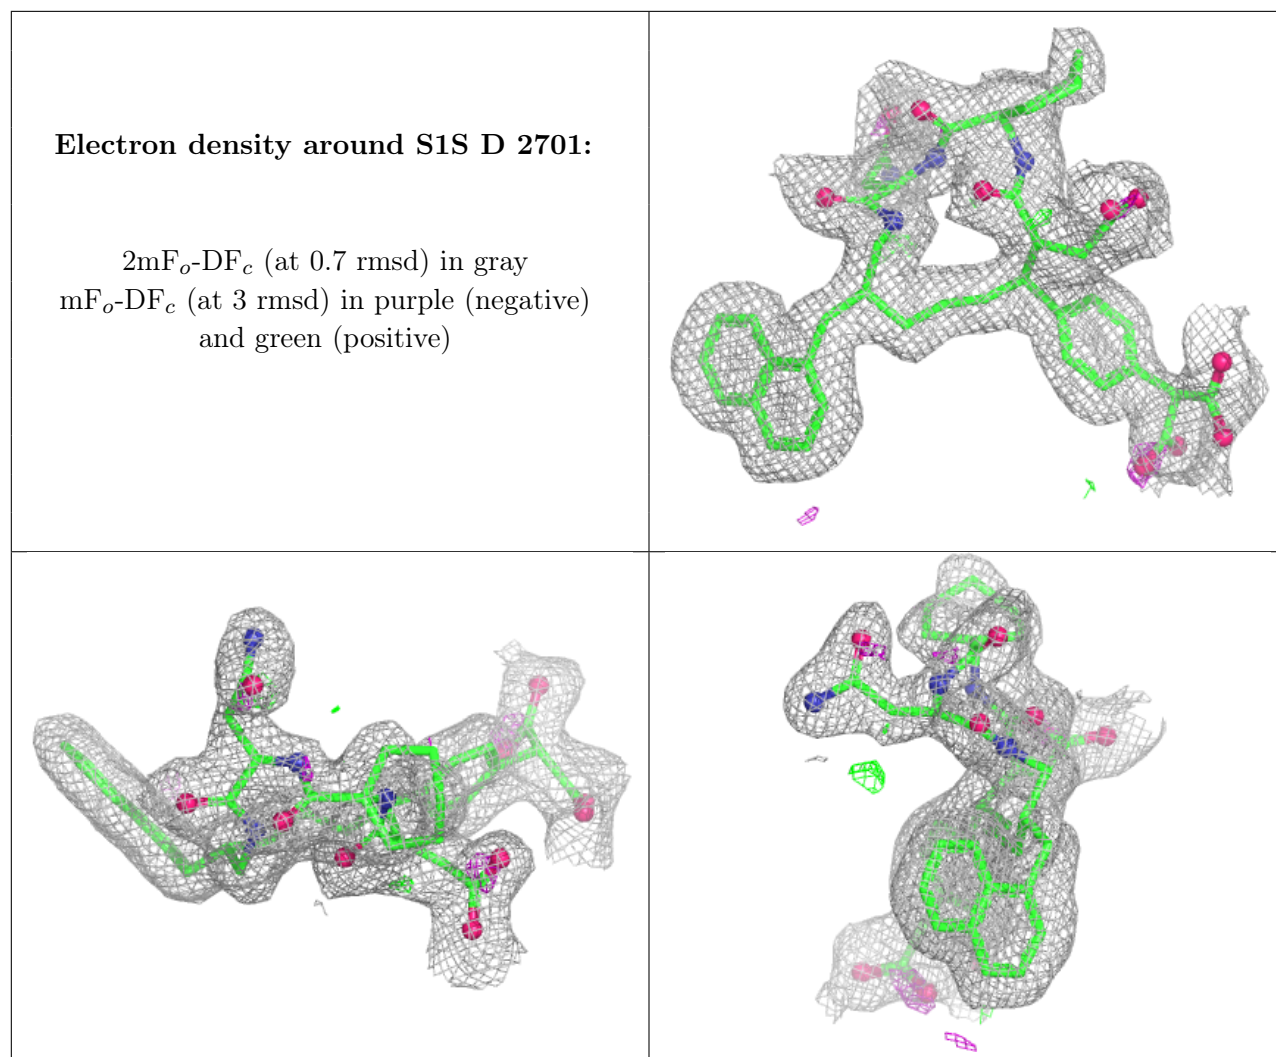 Electron density around S1S D 2701:
2mFo-DFc (at 0.7 rmsd) in gray
mFo-DFc (at 3 rmsd) in purple (negative)
and green (positive)